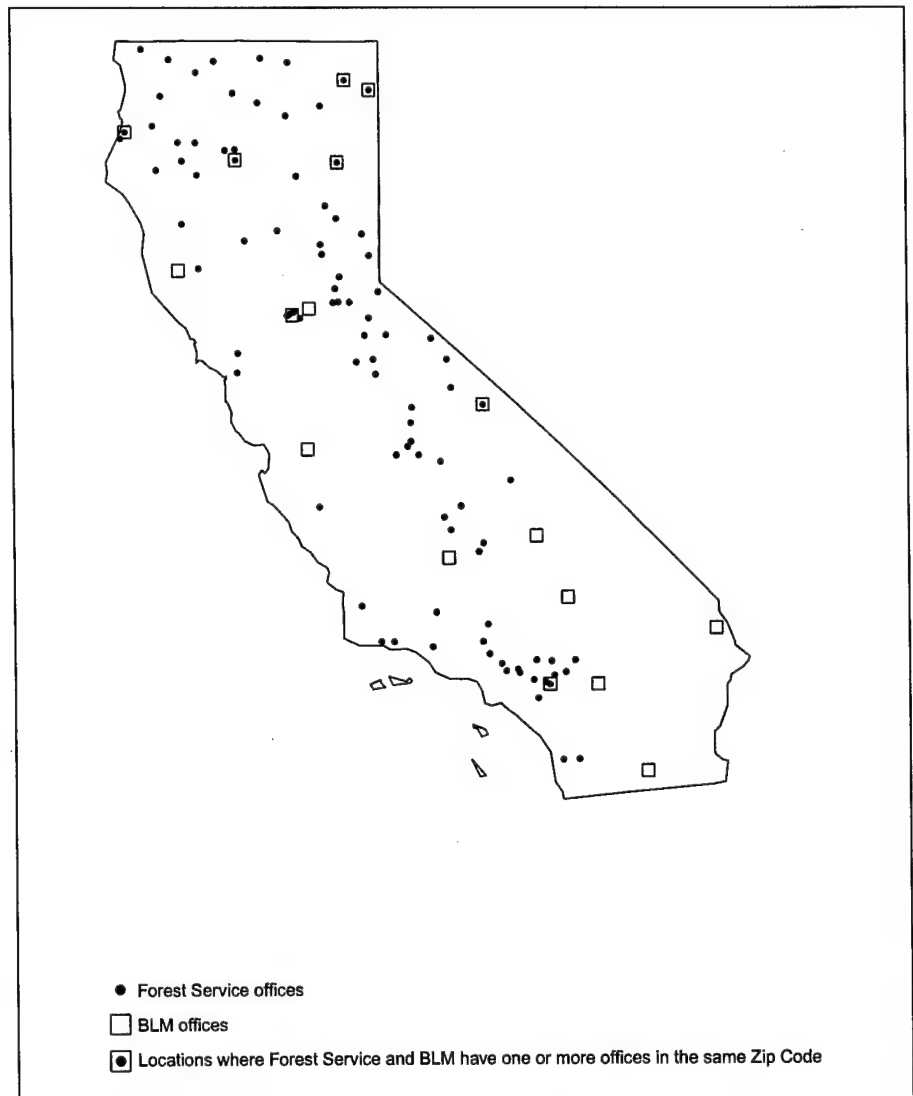 Forest Service offices
BLM offices
Locations where Forest Service and BLM have one or more offices in the same Zip Code